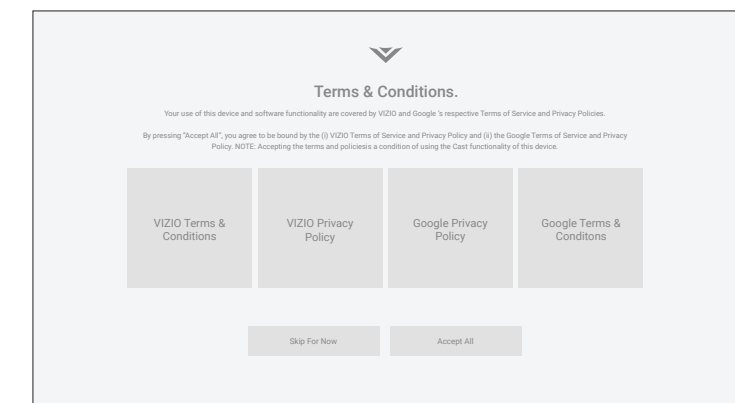 Terms & Conditions.
Your use of this device and software functionality are covered by VIZIO and Google 's respective Terms of Service and Privacy Policies.
By pressing "Accept All", you agree to be bound by the (i) VIZIO Terms of Service and Privacy Policy and (ii) the Google Terms of Service and Privacy
Policy. NOTE: Accepting the terms and policiesis a condition of using the Cast functionality of this device.
VIZIO Terms &
Conditions
VIZIO Privacy
Policy
Google Privacy
Policy
Google Terms &
Conditons
Skip For Now
Accept All